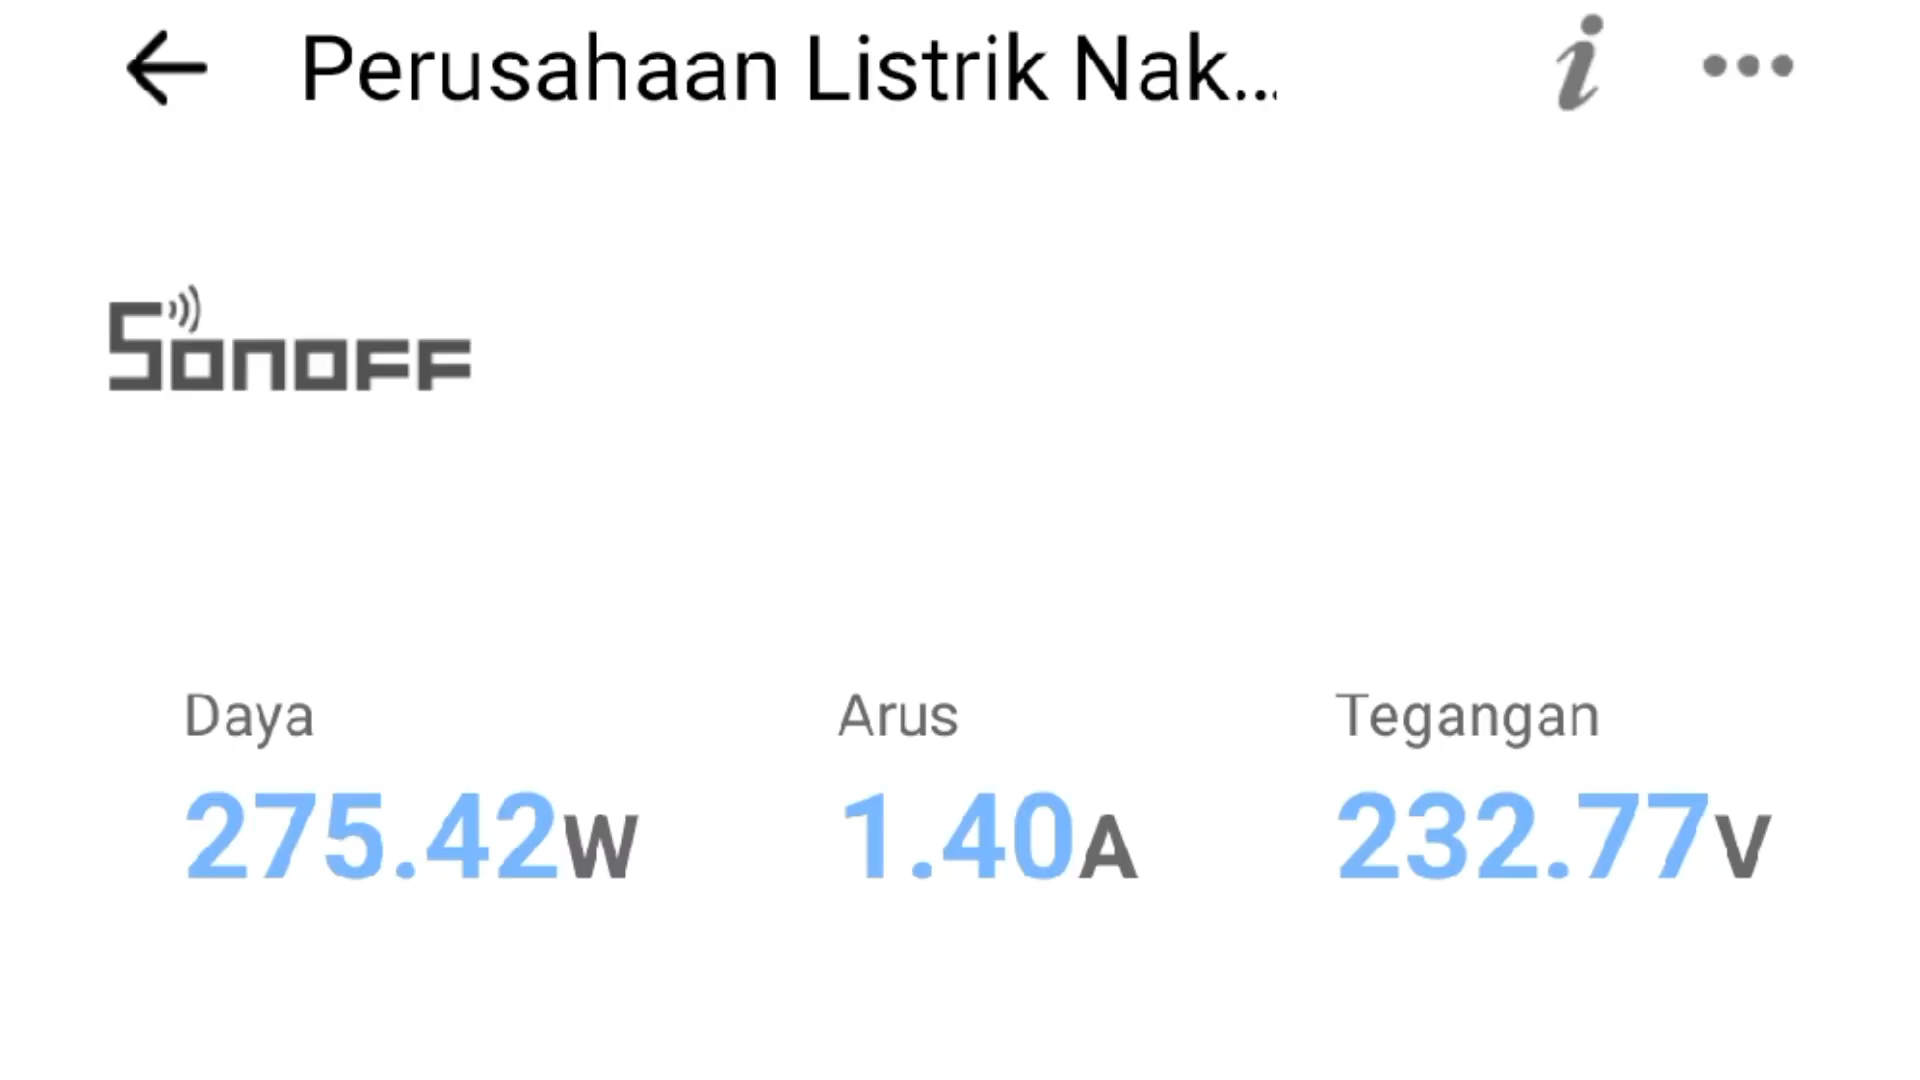 Perusahaan Listrik Nak...
SONOFF
Daya
Arus
Tegangan
275.42W
1.40A
232.77V